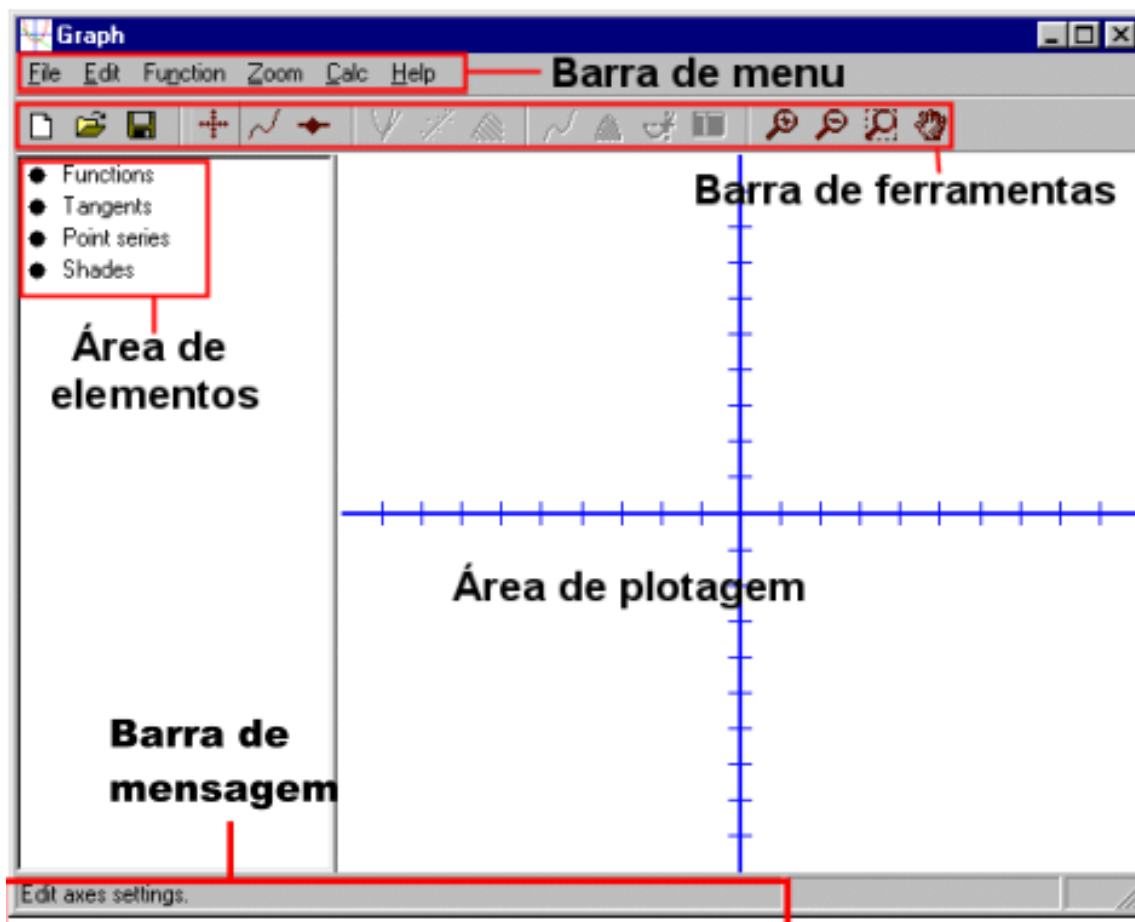 Graph
File Edit Function Zoom Calc Help
Barra de menu
Barra de ferramentas
Functions
Tangents
Point series
Shades
Área de
elementos
Área de plotagem
Barra de
mensagem
Edit axes settings.